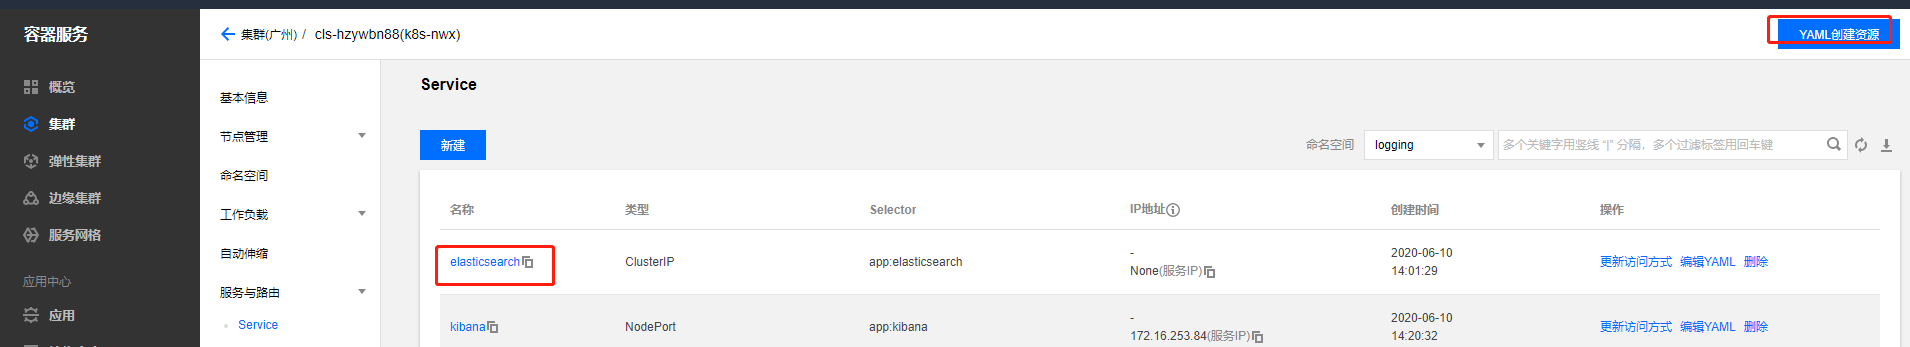 容器服务
集群(广州) / cls-hzywbn88(k8s-nwx)
YAML创建资源
概览
集群
弹性集群
边缘集群
服务网格
应用中心
应用
基本信息
节点管理
命名空间
工作负载
自动伸缩
服务与路由
Service
Service
新建
命名空间 logging 多个关键字用竖线 "|" 分隔，多个过滤标签用回车键
名称 类型 Selector IP地址 创建时间 操作
elasticsearch ClusterIP app:elasticsearch - 2020-06-10 更新访问方式 编辑YAML 删除
None(服务IP) 14:01:29
kibana NodePort app:kibana - 2020-06-10 更新访问方式 编辑YAML 删除
172.16.253.84(服务IP) 14:20:32